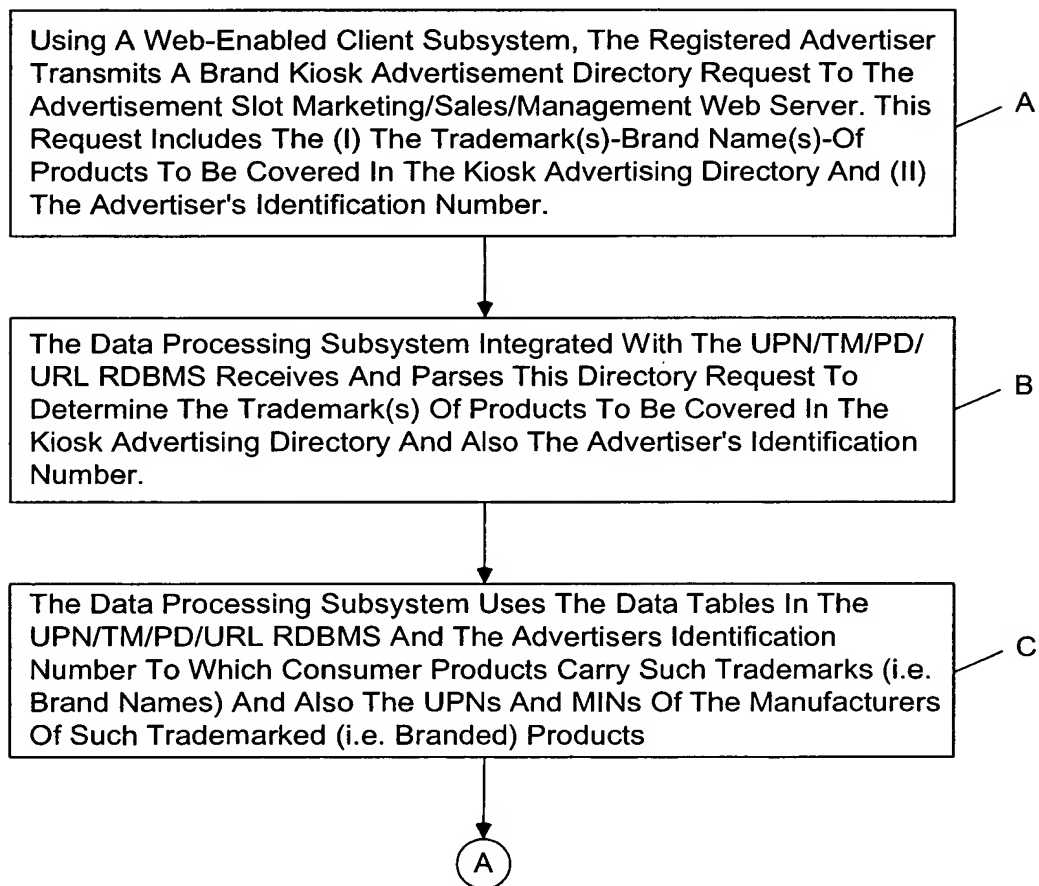 Using A Web-Enabled Client Subsystem, The Registered Advertiser
Transmits A Brand Kiosk Advertisement Directory Request To The
Advertisement Slot Marketing/Sales/Management Web Server. This
Request Includes The (I) The Trademark(s)-Brand Name(s)-Of
Products To Be Covered In The Kiosk Advertising Directory And (II)
The Advertiser's Identification Number.
A
The Data Processing Subsystem Integrated With The UPN/TM/PD/
URL RDBMS Receives And Parses This Directory Request To
Determine The Trademark(s) Of Products To Be Covered In The
Kiosk Advertising Directory And Also The Advertiser's Identification
Number.
B
The Data Processing Subsystem Uses The Data Tables In The
UPN/TM/PD/URL RDBMS And The Advertisers Identification
Number To Which Consumer Products Carry Such Trademarks (i.e.
Brand Names) And Also The UPNs And MINs Of The Manufacturers
Of Such Trademarked (i.e. Branded) Products
C
A